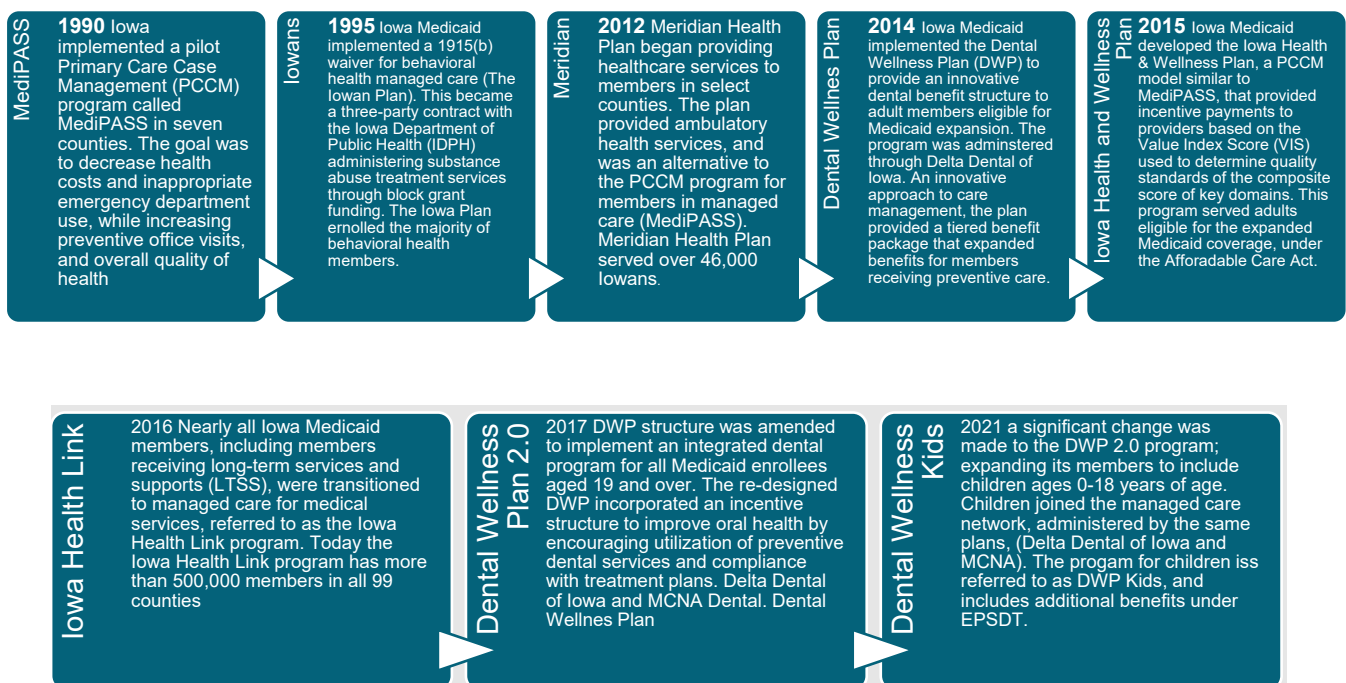 MediPASS
1990 Iowa
implemented a pilot
Primary Care Case
Management (PCCM)
program called
MediPASS in seven
counties. The goal was
to decrease health
costs and inappropriate
emergency department
use, while increasing
preventive office visits,
and overall quality of
health
Iowans
1995 Iowa Medicaid
implemented a 1915(b)
waiver for behavioral
health managed care (The
Iowan Plan). This became
a three-party contract with
the Iowa Department of
Public Health (IDPH)
administering substance
abuse treatment services
through block grant
funding. The Iowa Plan
ernolled the majority of
behavioral health
members.
Meridian
2012 Meridian Health
Plan began providing
healthcare services to
members in select
counties. The plan
provided ambulatory
health services, and
was an alternative to
the PCCM program for
members in managed
care (MediPASS).
Meridian Health Plan
served over 46,000
Iowans.
Dental Wellnes Plan
2014 Iowa Medicaid
implemented the Dental
Wellness Plan (DWP) to
provide an innovative
dental benefit structure to
adult members eligible for
Medicaid expansion. The
program was adminstered
through Delta Dental of
Iowa. An innovative
approach to care
management, the plan
provided a tiered benefit
package that expanded
benefits for members
receiving preventive care.
Iowa Health and Wellness
Plan
2015 Iowa Medicaid
developed the Iowa Health
& Wellness Plan, a PCCM
model similar to
MediPASS, that provided
incentive payments to
providers based on the
Value Index Score (VIS)
used to determine quality
standards of the composite
score of key domains. This
program served adults
eligible for the expanded
Medicaid coverage, under
the Afforadable Care Act.
Iowa Health Link
2016 Nearly all Iowa Medicaid
members, including members
receiving long-term services and
supports (LTSS), were transitioned
to managed care for medical
services, referred to as the Iowa
Health Link program. Today the
Iowa Health Link program has more
than 500,000 members in all 99
counties
Dental Wellness
Plan 2.0
2017 DWP structure was amended
to implement an integrated dental
program for all Medicaid enrollees
aged 19 and over. The re-designed
DWP incorporated an incentive
structure to improve oral health by
encouraging utilization of preventive
dental services and compliance
with treatment plans. Delta Dental
of Iowa and MCNA Dental. Dental
Wellnes Plan
Dental Wellness
Kids
2021 a significant change was
made to the DWP 2.0 program;
expanding its members to include
children ages 0-18 years of age.
Children joined the managed care
network, administered by the same
plans, (Delta Dental of Iowa and
MCNA). The progam for children iss
referred to as DWP Kids, and
includes additional benefits under
EPSDT.